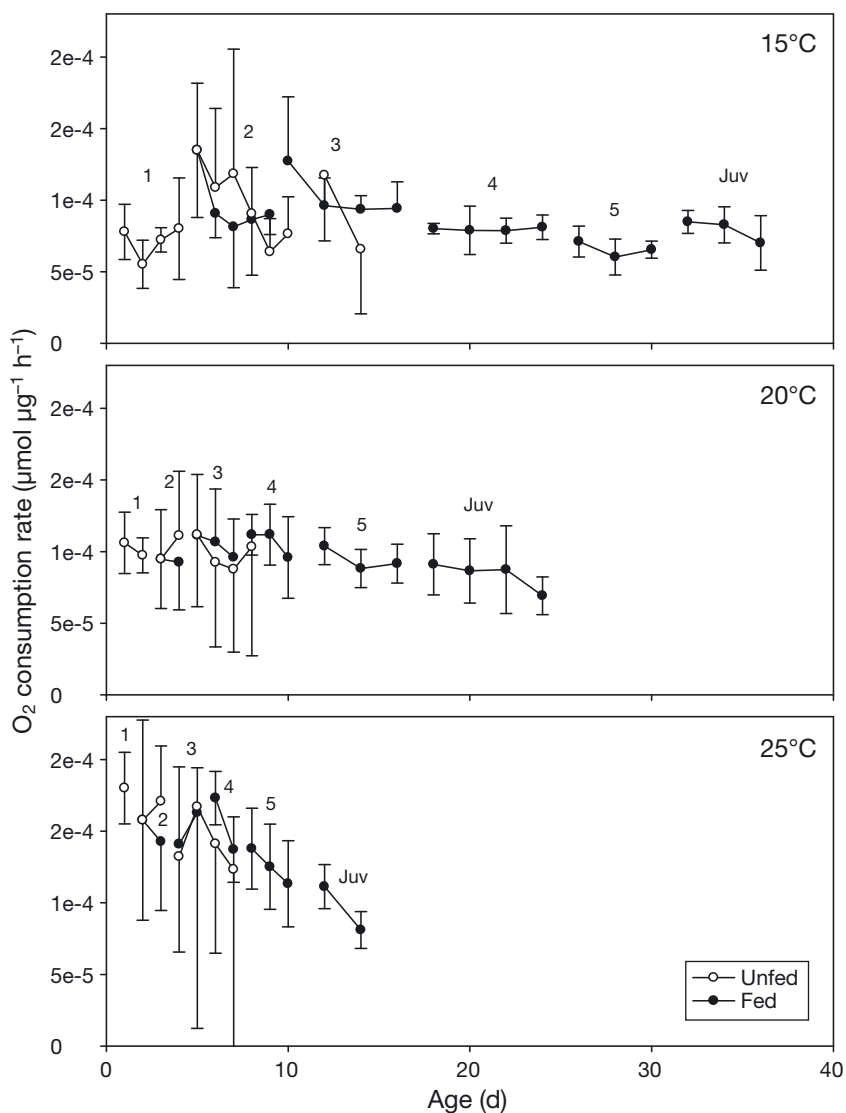 15°C
2e-4
2e-4
1e-4
5e-5
0
1
2
3
4
5
Juv
20°C
2e-4
2e-4
1e-4
5e-5
0
1
2
3
4
5
Juv
25°C
2e-4
2e-4
1e-4
5e-5
0
1
2
3
4
5
Juv
Unfed
Fed
0 10 20 30 40
Age (d)
O₂ consumption rate (µmol µg⁻¹ h⁻¹)